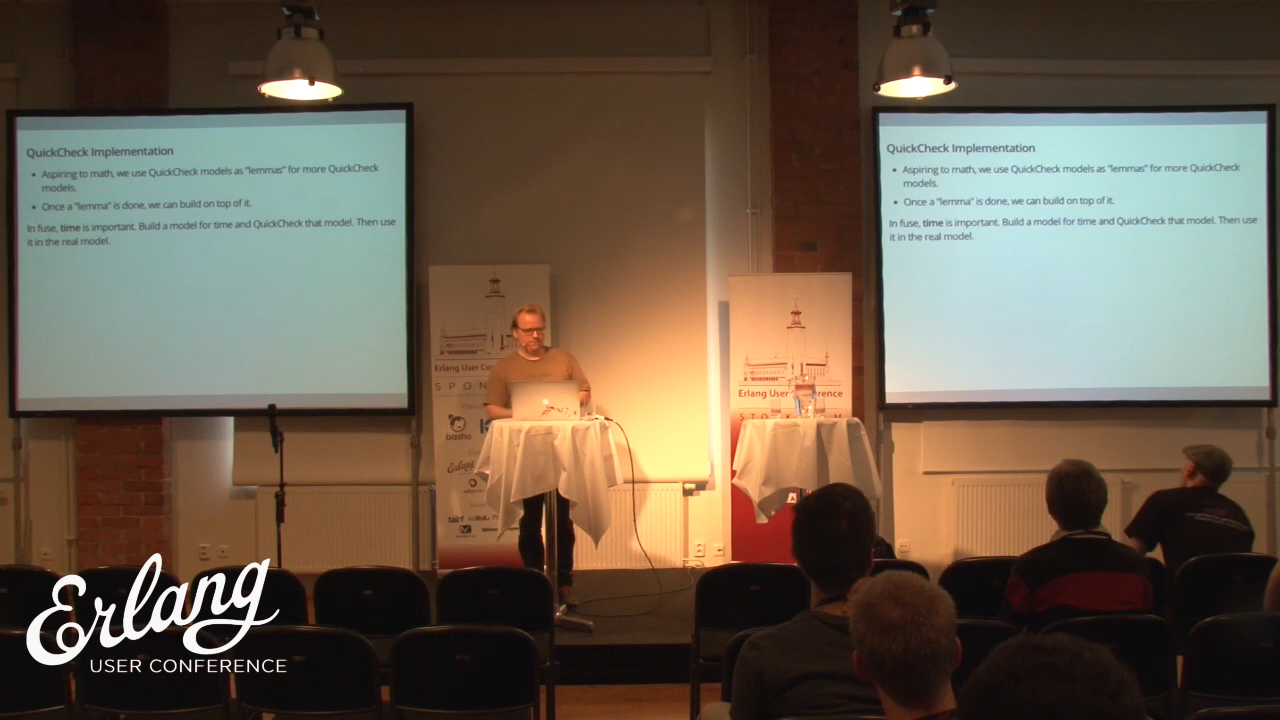 QuickCheck Implementation
• Aspiring to math, we use QuickCheck models as "lemmas" for more QuickCheck
models.
• Once a "lemma" is done, we can build on top of it.
In fuse, time is important. Build a model for time and QuickCheck that model. Then use
it in the real model.
QuickCheck Implementation
• Aspiring to math, we use QuickCheck models as "lemmas" for more QuickCheck
models.
• Once a "lemma" is done, we can build on top of it.
In fuse, time is important. Build a model for time and QuickCheck that model. Then use
it in the real model.
Erlang User Con
SPON
basho
Erlang
Erlang User Conference
Erlang
USER CONFERENCE